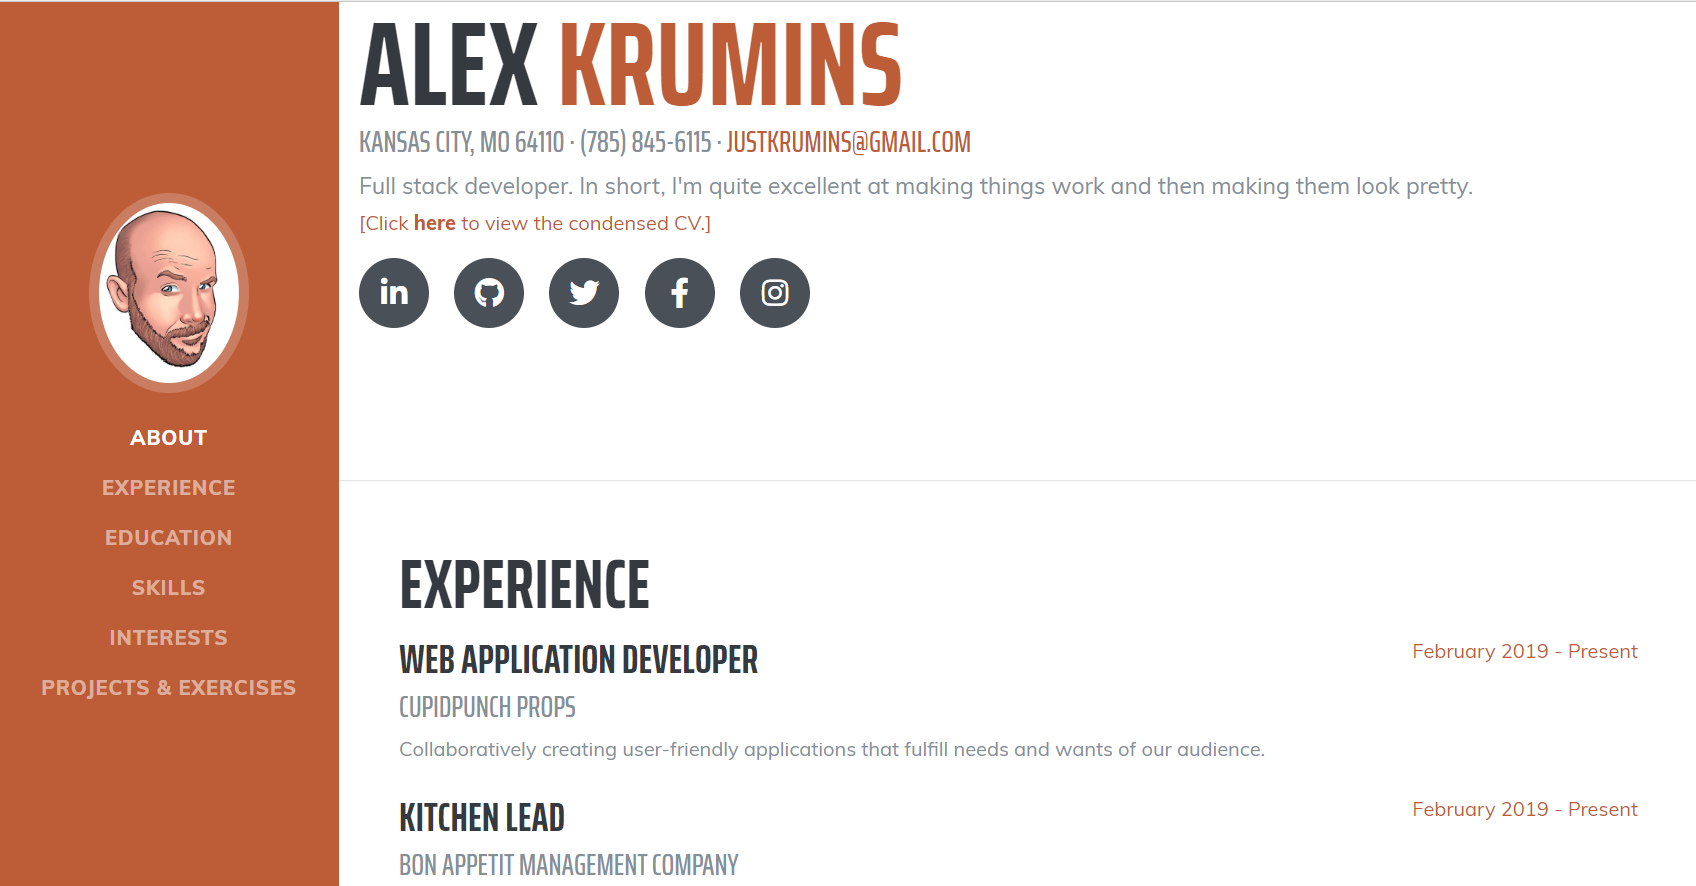 ALEX KRUMINS
KANSAS CITY, MO 64110 · (785) 845-6115 · JUSTKRUMINS@GMAIL.COM
Full stack developer. In short, I'm quite excellent at making things work and then making them look pretty.
[Click here to view the condensed CV.]
in
ABOUT
EXPERIENCE
EDUCATION
SKILLS
INTERESTS
PROJECTS & EXERCISES
EXPERIENCE
WEB APPLICATION DEVELOPER
February 2019 - Present
CUPIDPUNCH PROPS
Collaboratively creating user-friendly applications that fulfill needs and wants of our audience.
KITCHEN LEAD
February 2019 - Present
BON APPETIT MANAGEMENT COMPANY